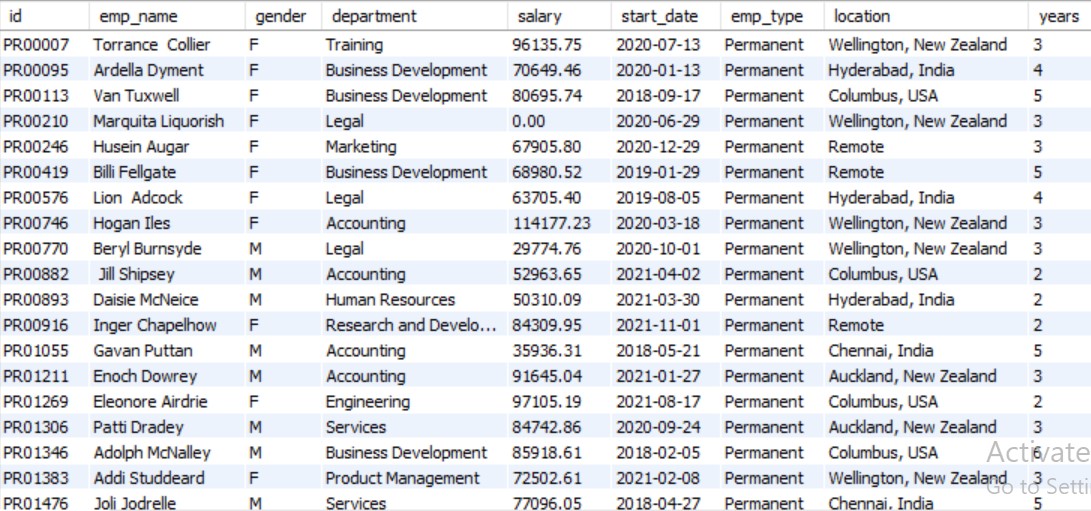 id emp_name gender department salary start_date emp_type location years
PR00007 Torrance  Collier F Training 96135.75 2020-07-13 Permanent Wellington, New Zealand 3
PR00095 Ardella Dyment F Business Development 70649.46 2020-01-13 Permanent Hyderabad, India 4
PR00113 Van Tuxwell F Business Development 80695.74 2018-09-17 Permanent Columbus, USA 5
PR00210 Marquita Liquorish F Legal 0.00 2020-06-29 Permanent Wellington, New Zealand 3
PR00246 Husein Augar F Marketing 67905.80 2020-12-29 Permanent Remote 3
PR00419 Billi Fellgate F Business Development 68980.52 2019-01-29 Permanent Remote 5
PR00576 Lion  Adcock F Legal 63705.40 2019-08-05 Permanent Hyderabad, India 4
PR00746 Hogan Iles F Accounting 114177.23 2020-03-18 Permanent Wellington, New Zealand 3
PR00770 Beryl Burnsyde M Legal 29774.76 2020-10-01 Permanent Wellington, New Zealand 3
PR00882 Jill Shipsey M Accounting 52963.65 2021-04-02 Permanent Columbus, USA 2
PR00893 Daisie McNeice M Human Resources 50310.09 2021-03-30 Permanent Hyderabad, India 2
PR00916 Inger Chapelhow F Research and Develo... 84309.95 2021-11-01 Permanent Remote 2
PR01055 Gavan Puttan M Accounting 35936.31 2018-05-21 Permanent Chennai, India 5
PR01211 Enoch Dowrey M Accounting 91645.04 2021-01-27 Permanent Auckland, New Zealand 3
PR01269 Eleonore Airdrie F Engineering 97105.19 2021-08-17 Permanent Columbus, USA 2
PR01306 Patti Dradey M Services 84742.86 2020-09-24 Permanent Auckland, New Zealand 3
PR01346 Adolph McNalley M Business Development 85918.61 2018-02-05 Permanent Columbus, USA 6
Activate
PR01383 Addi Studdeard F Product Management 72502.61 2021-02-08 Permanent Wellington, New Zealand 3
Go to Setti
PR01476 Joli Jodrelle M Services 77096.05 2018-04-27 Permanent Chennai, India 5